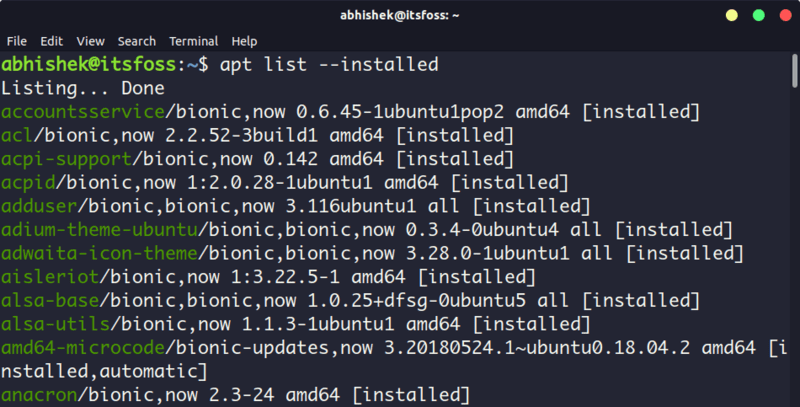 abhishek@itsfoss: ~
File Edit View Search Terminal Help
abhishek@itsfoss:~$ apt list --installed
Listing... Done
accountsservice/bionic,now 0.6.45-1ubuntu1pop2 amd64 [installed]
acl/bionic,now 2.2.52-3build1 amd64 [installed]
acpi-support/bionic,now 0.142 amd64 [installed]
acpid/bionic,now 1:2.0.28-1ubuntu1 amd64 [installed]
adduser/bionic,bionic,now 3.116ubuntu1 all [installed]
adium-theme-ubuntu/bionic,bionic,now 0.3.4-0ubuntu4 all [installed]
adwaita-icon-theme/bionic,bionic,now 3.28.0-1ubuntu1 all [installed]
aisleriot/bionic,now 1:3.22.5-1 amd64 [installed]
alsa-base/bionic,bionic,now 1.0.25+dfsg-0ubuntu5 all [installed]
alsa-utils/bionic,now 1.1.3-1ubuntu1 amd64 [installed]
amd64-microcode/bionic-updates,now 3.20180524.1~ubuntu0.18.04.2 amd64 [i
nstalled,automatic]
anacron/bionic,now 2.3-24 amd64 [installed]